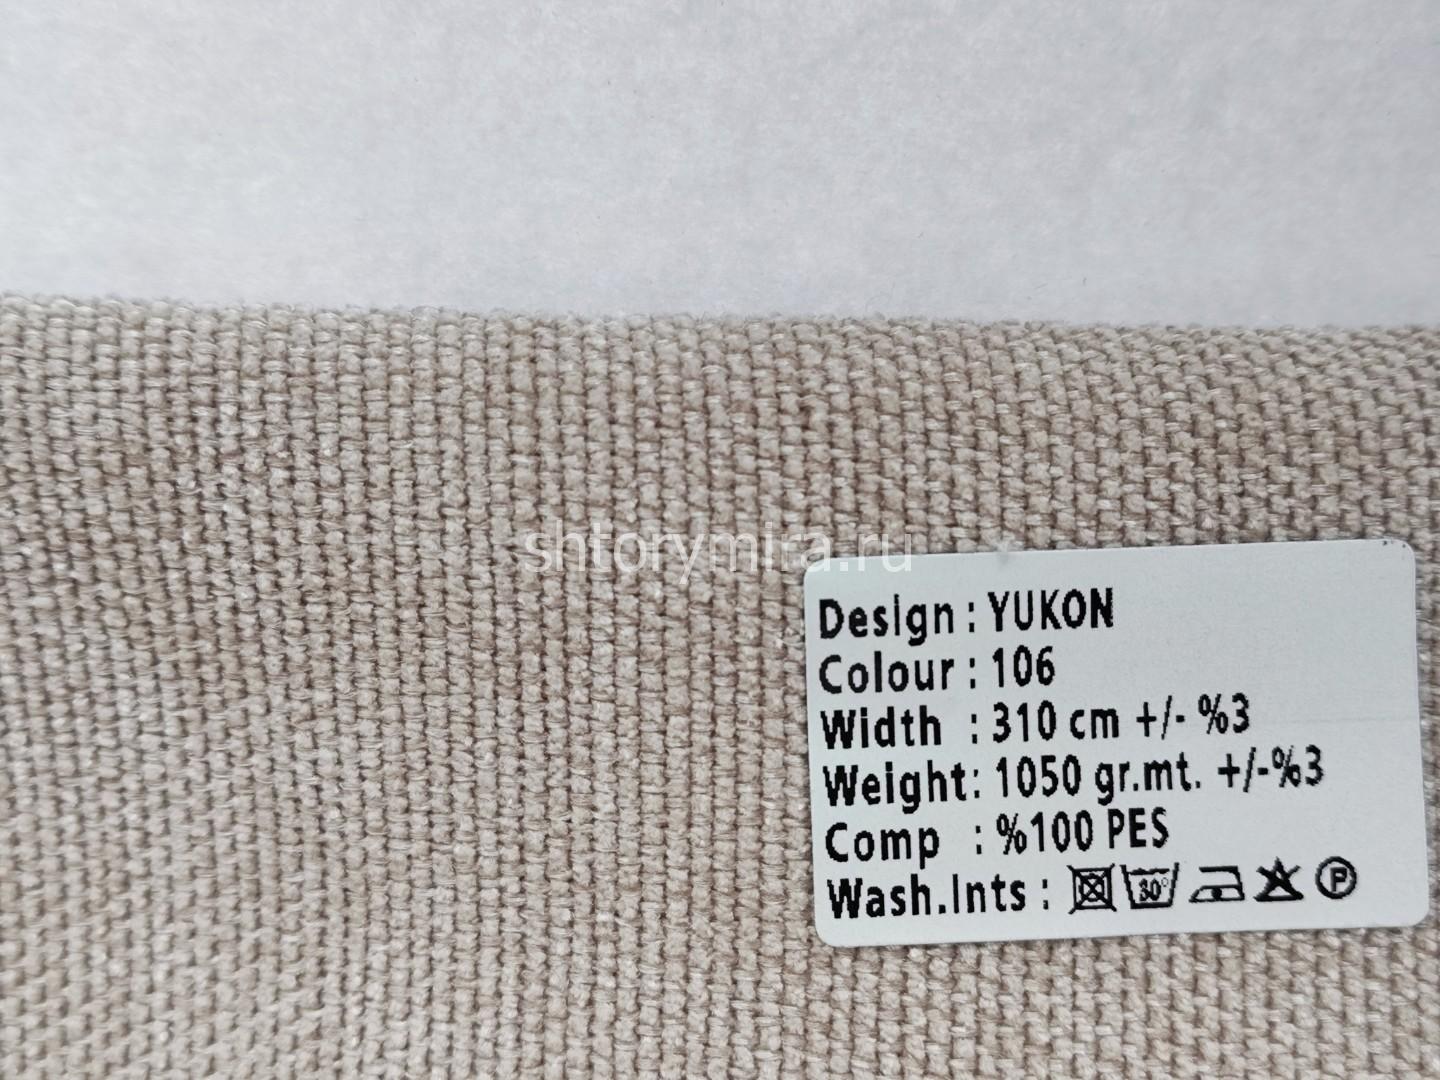 shtorymira.ru
Design : YUKON
Colour : 106
Width : 310 cm +/- %3
Weight: 1050 gr.mt. +/-%3
Comp : %100 PES
Wash.Ints : 30° P